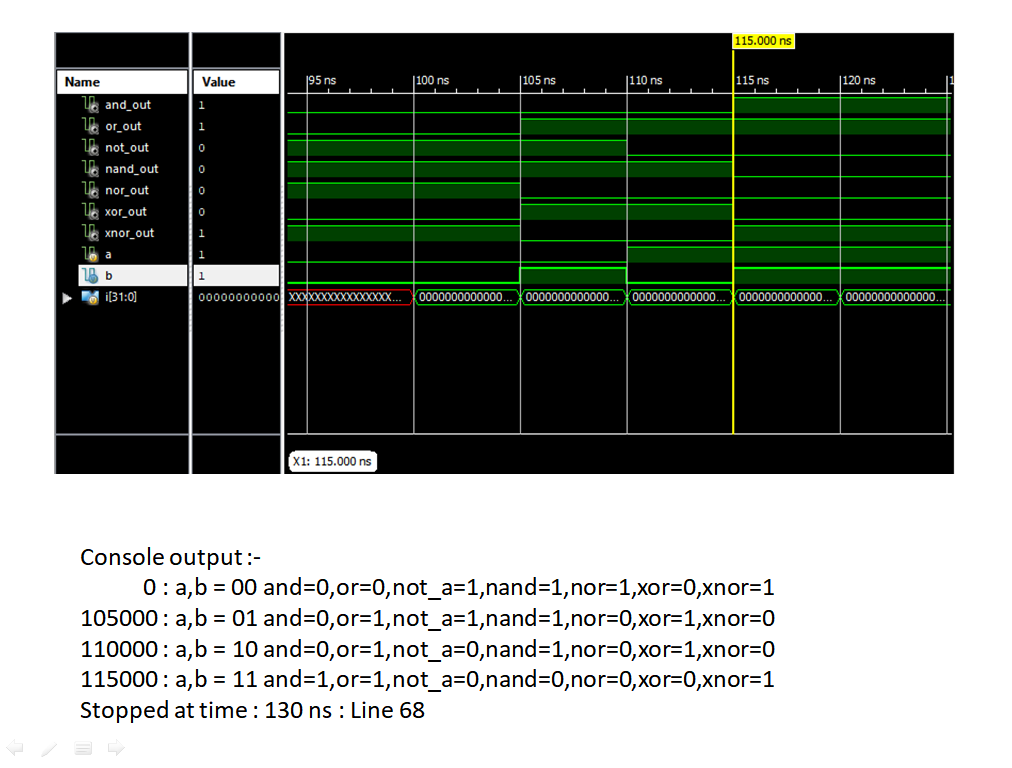 115.000 ns
Name Value 95 ns 100 ns 105 ns 110 ns 115 ns 120 ns 1
and_out 1
or_out 1
not_out 0
nand_out 0
nor_out 0
xor_out 0
xnor_out 0
a 1
b 1
i[31:0] 00000000000 XXXXXXXXXXXXXXXX... 0000000000000... 0000000000000... 0000000000000... 0000000000000... 0000000000000...
X1: 115.000 ns
Console output :-
0 : a,b = 00 and=0,or=0,not_a=1,nand=1,nor=1,xor=0,xnor=1
105000 : a,b = 01 and=0,or=1,not_a=1,nand=1,nor=0,xor=1,xnor=0
110000 : a,b = 10 and=0,or=1,not_a=0,nand=1,nor=0,xor=1,xnor=0
115000 : a,b = 11 and=1,or=1,not_a=0,nand=0,nor=0,xor=0,xnor=1
Stopped at time : 130 ns : Line 68